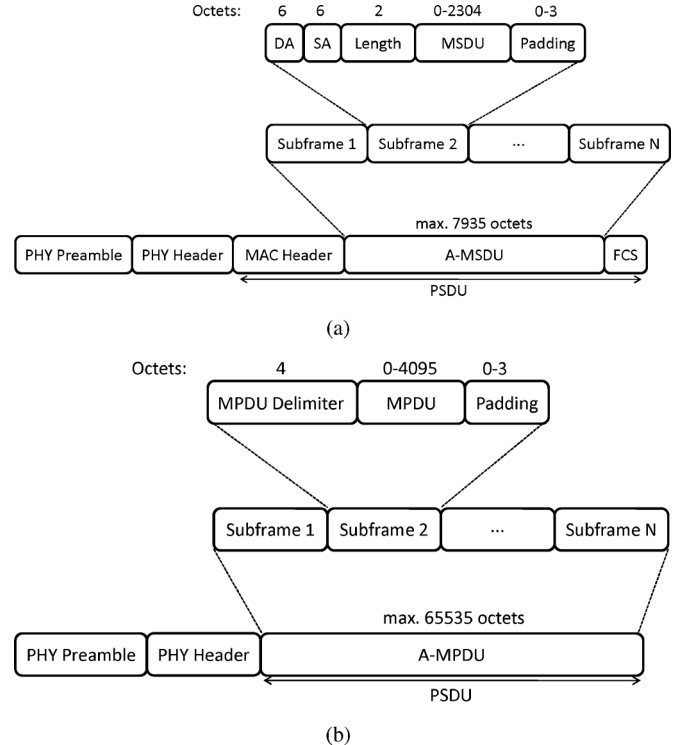 Octets: 6 6 2 0-2304 0-3
DA SA Length MSDU Padding
Subframe 1 Subframe 2 ... Subframe N
max. 7935 octets
PHY Preamble PHY Header MAC Header A-MSDU FCS
PSDU
(a)
Octets: 4 0-4095 0-3
MPDU Delimiter MPDU Padding
Subframe 1 Subframe 2 ... Subframe N
max. 65535 octets
PHY Preamble PHY Header A-MPDU
PSDU
(b)